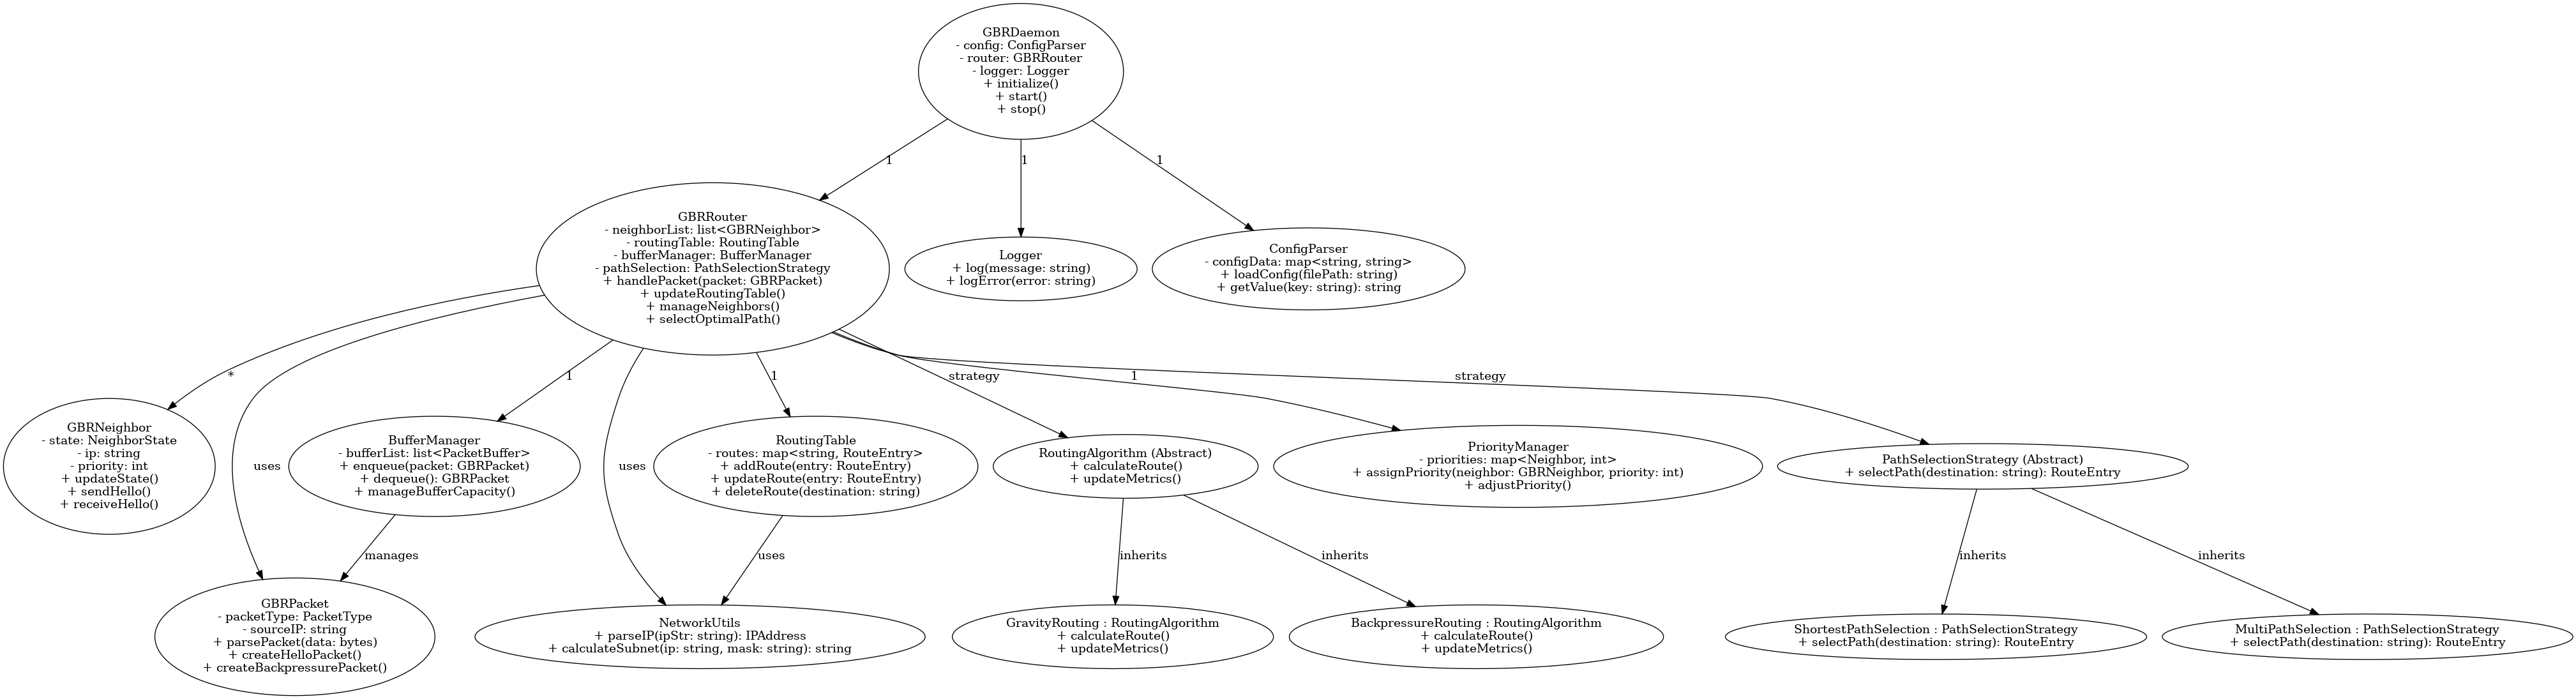 GBRDaemon
- config: ConfigParser
- router: GBRRouter
- logger: Logger
+ initialize()
+ start()
+ stop()
1
1
1
GBRRouter
- neighborList: list<GBRNeighbor>
- routingTable: RoutingTable
- bufferManager: BufferManager
- pathSelection: PathSelectionStrategy
+ handlePacket(packet: GBRPacket)
+ updateRoutingTable()
+ manageNeighbors()
+ selectOptimalPath()
Logger
+ log(message: string)
+ logError(error: string)
ConfigParser
- configData: map<string, string>
+ loadConfig(filePath: string)
+ getValue(key: string): string
*
1
1
strategy
1
strategy
GBRNeighbor
- state: NeighborState
- ip: string
- priority: int
+ updateState()
+ sendHello()
+ receiveHello()
uses
BufferManager
- bufferList: list<PacketBuffer>
+ enqueue(packet: GBRPacket)
+ dequeue(): GBRPacket
+ manageBufferCapacity()
uses
RoutingTable
- routes: map<string, RouteEntry>
+ addRoute(entry: RouteEntry)
+ updateRoute(entry: RouteEntry)
+ deleteRoute(destination: string)
RoutingAlgorithm (Abstract)
+ calculateRoute()
+ updateMetrics()
PriorityManager
- priorities: map<Neighbor, int>
+ assignPriority(neighbor: GBRNeighbor, priority: int)
+ adjustPriority()
PathSelectionStrategy (Abstract)
+ selectPath(destination: string): RouteEntry
manages
uses
inherits
inherits
inherits
inherits
GBRPacket
- packetType: PacketType
- sourceIP: string
+ parsePacket(data: bytes)
+ createHelloPacket()
+ createBackpressurePacket()
NetworkUtils
+ parseIP(ipStr: string): IPAddress
+ calculateSubnet(ip: string, mask: string): string
GravityRouting : RoutingAlgorithm
+ calculateRoute()
+ updateMetrics()
BackpressureRouting : RoutingAlgorithm
+ calculateRoute()
+ updateMetrics()
ShortestPathSelection : PathSelectionStrategy
+ selectPath(destination: string): RouteEntry
MultiPathSelection : PathSelectionStrategy
+ selectPath(destination: string): RouteEntry